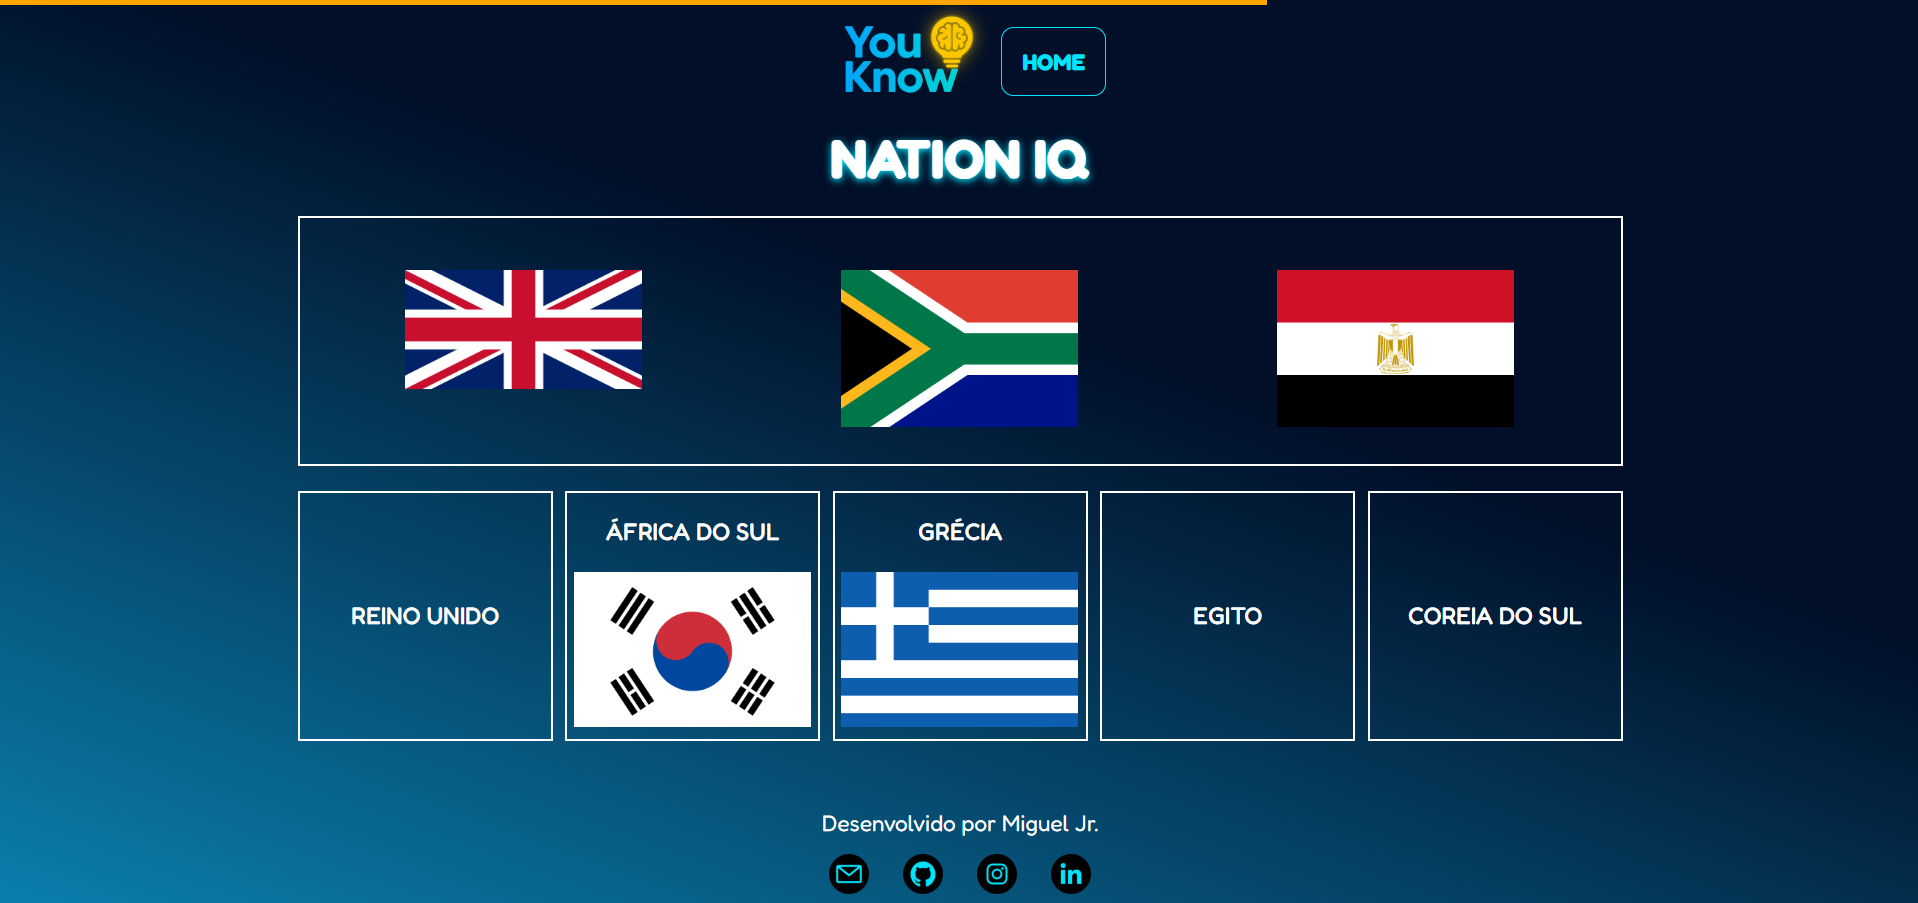 You
Know
HOME
NATION IQ
REINO UNIDO
ÁFRICA DO SUL
GRÉCIA
EGITO
COREIA DO SUL
Desenvolvido por Miguel Jr.
in